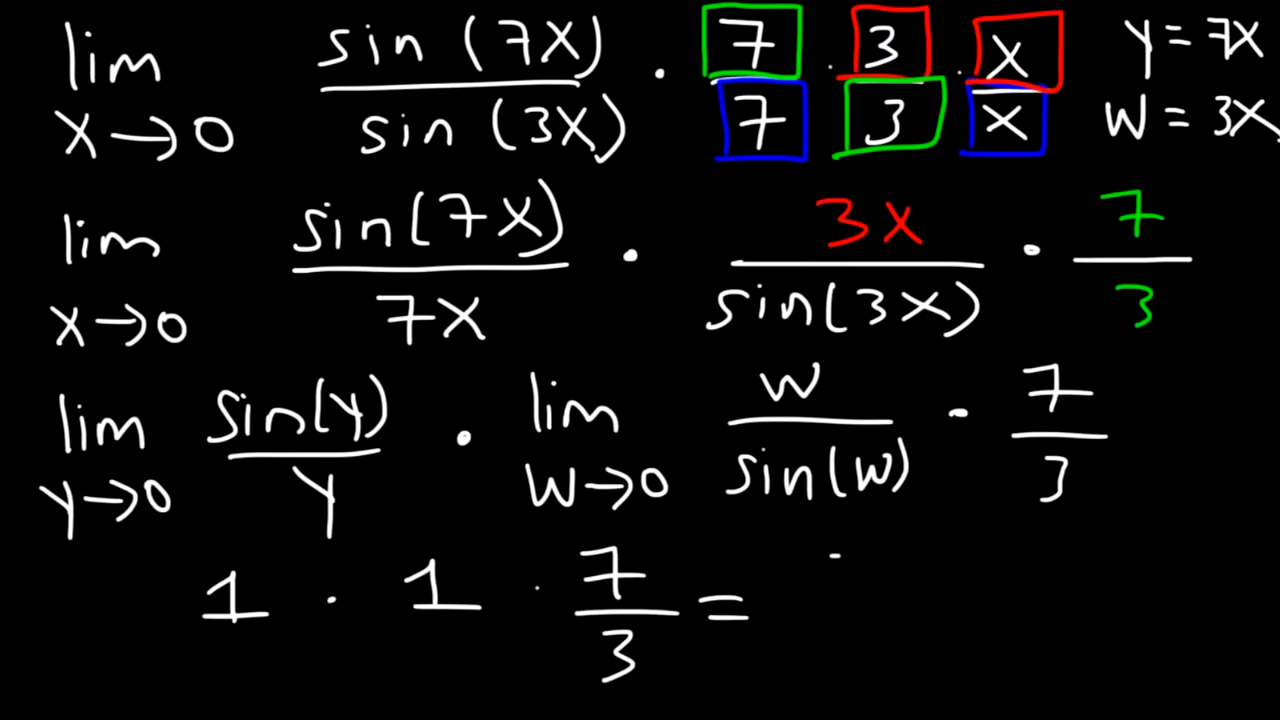 lim x→0 sin (7x) / sin (3x) · 7/7 · 3/3 · x/x y = 7x
w = 3x
lim x→0 sin(7x) / 7x · 3x / sin(3x) · 7/3
lim y→0 sin(y) / y · lim w→0 w / sin(w) · 7/3
1 · 1 · 7/3 =